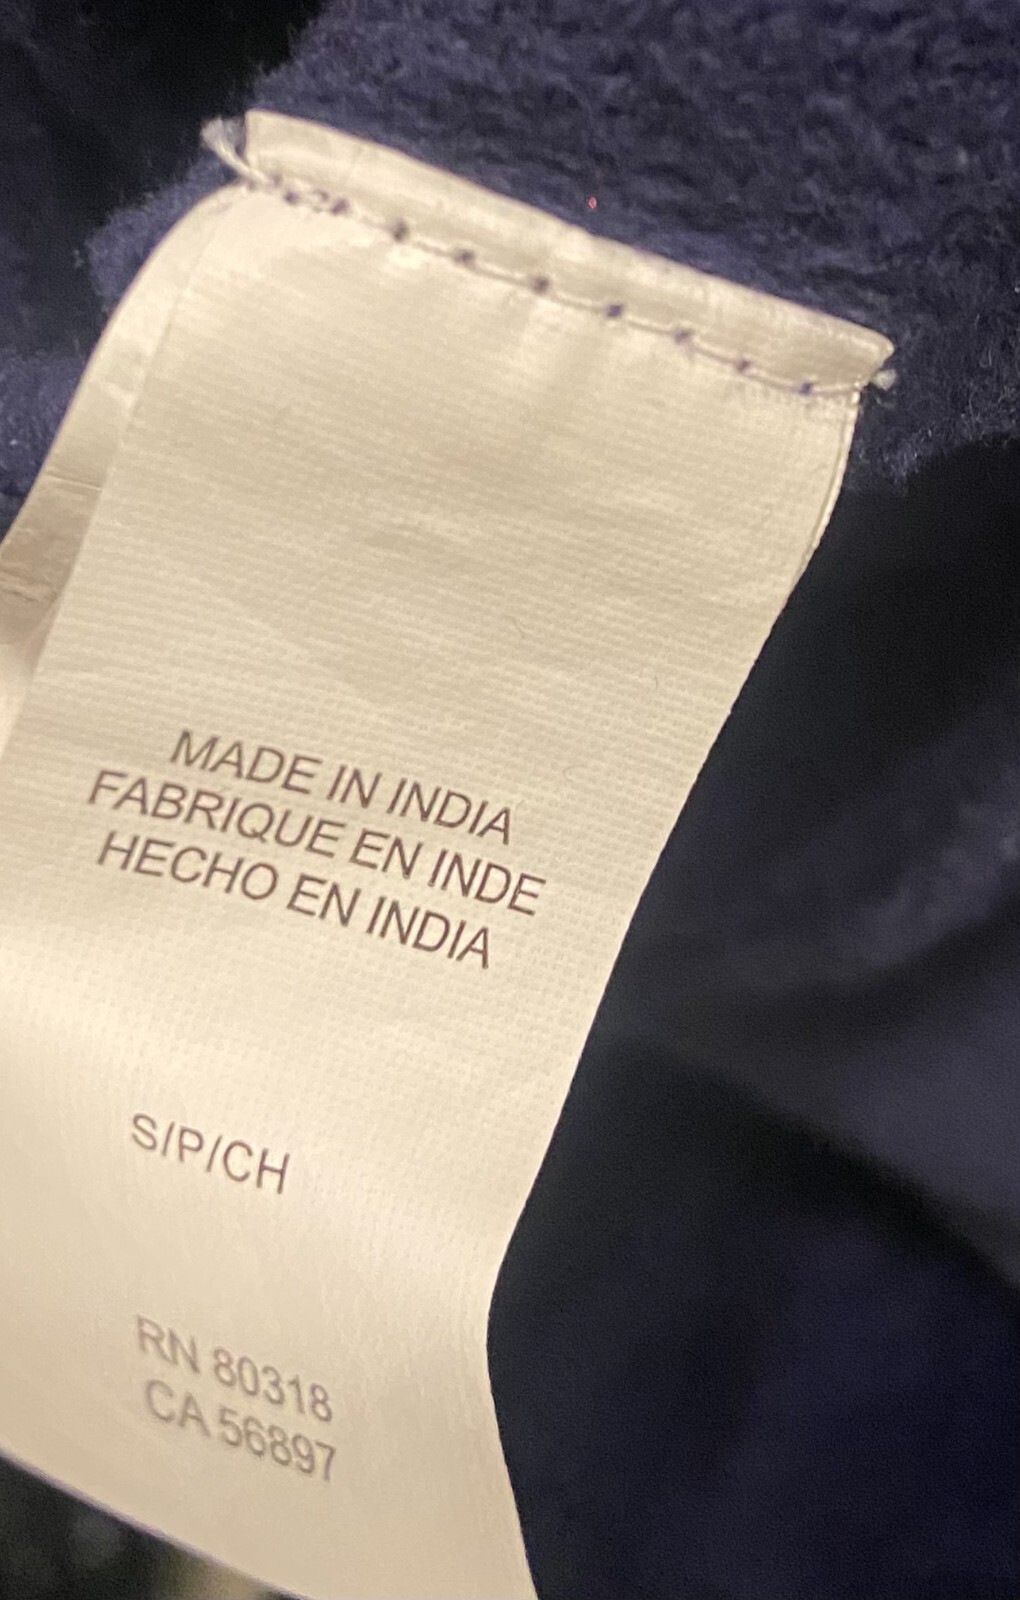 MADE IN INDIA
FABRIQUE EN INDE
HECHO EN INDIA
S/P/CH
RN 80318
CA 56897